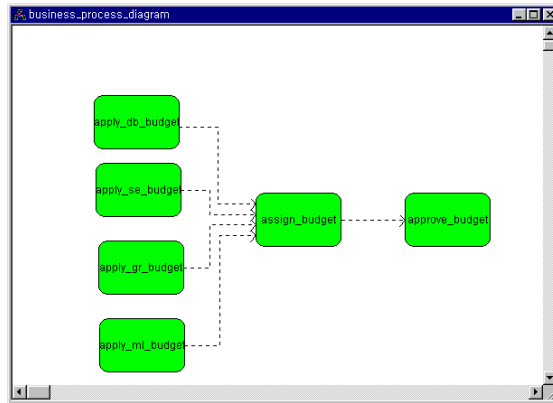 business_process_diagram
apply_db_budget
apply_se_budget
assign_budget
approve_budget
apply_gr_budget
apply_ml_budget